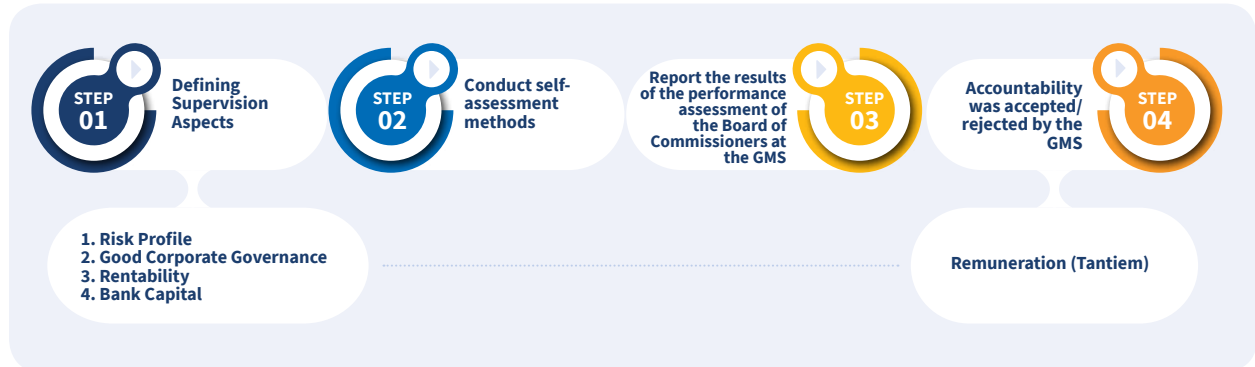 STEP
01
Defining
Supervision
Aspects
STEP
02
Conduct self-
assessment
methods
Report the results
of the performance
assessment of
the Board of
Commissioners at
the GMS
STEP
03
Accountability
was accepted/
rejected by the
GMS
STEP
04
1. Risk Profile
2. Good Corporate Governance
3. Rentability
4. Bank Capital
Remuneration (Tantiem)